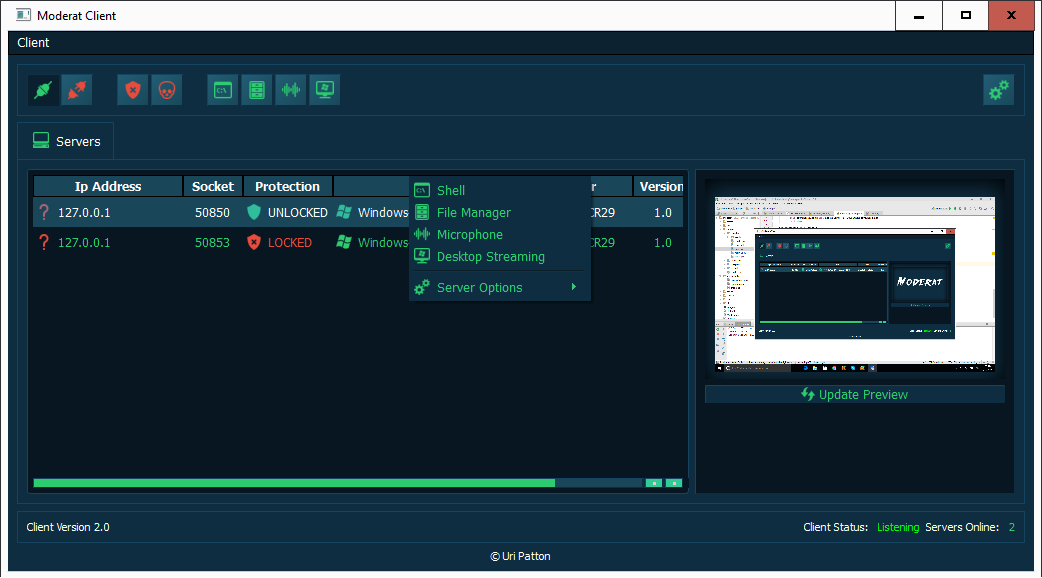 Moderat Client
Client
Servers
Ip Address Socket Protection r Version
127.0.0.1 50850 UNLOCKED Windows CR29 1.0
127.0.0.1 50853 LOCKED Windows CR29 1.0
Shell
File Manager
Microphone
Desktop Streaming
Server Options
MODERAT
Update Preview
Client Version 2.0
Client Status: Listening Servers Online: 2
© Uri Patton